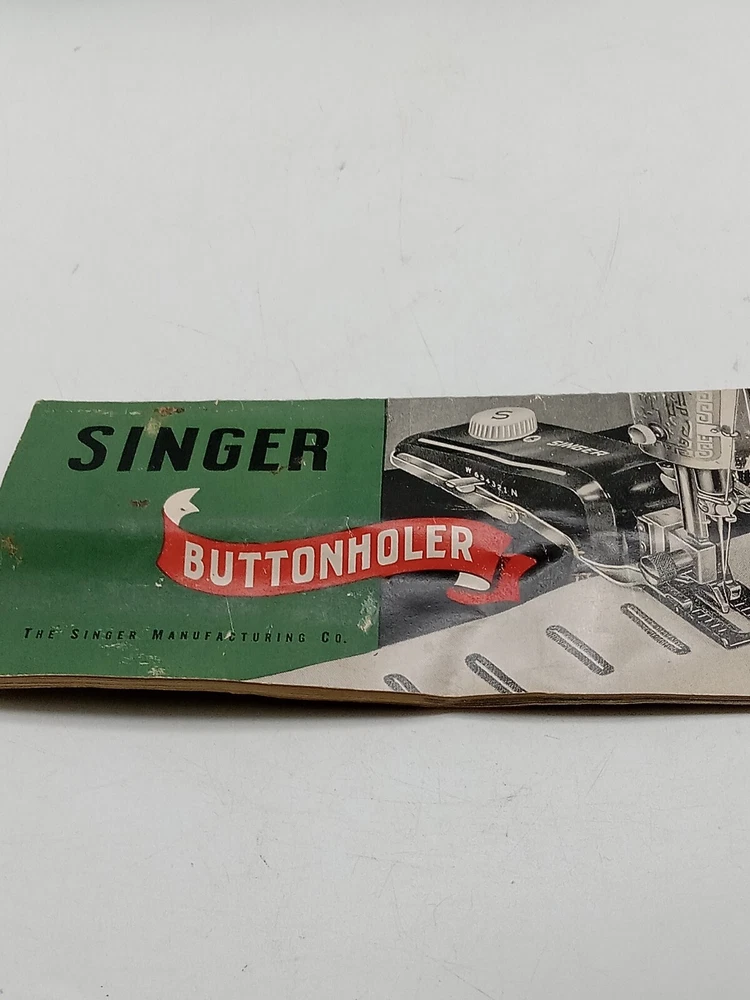 SINGER
BUTTONHOLER
THE SINGER MANUFACTURING CO.
S
SINGER